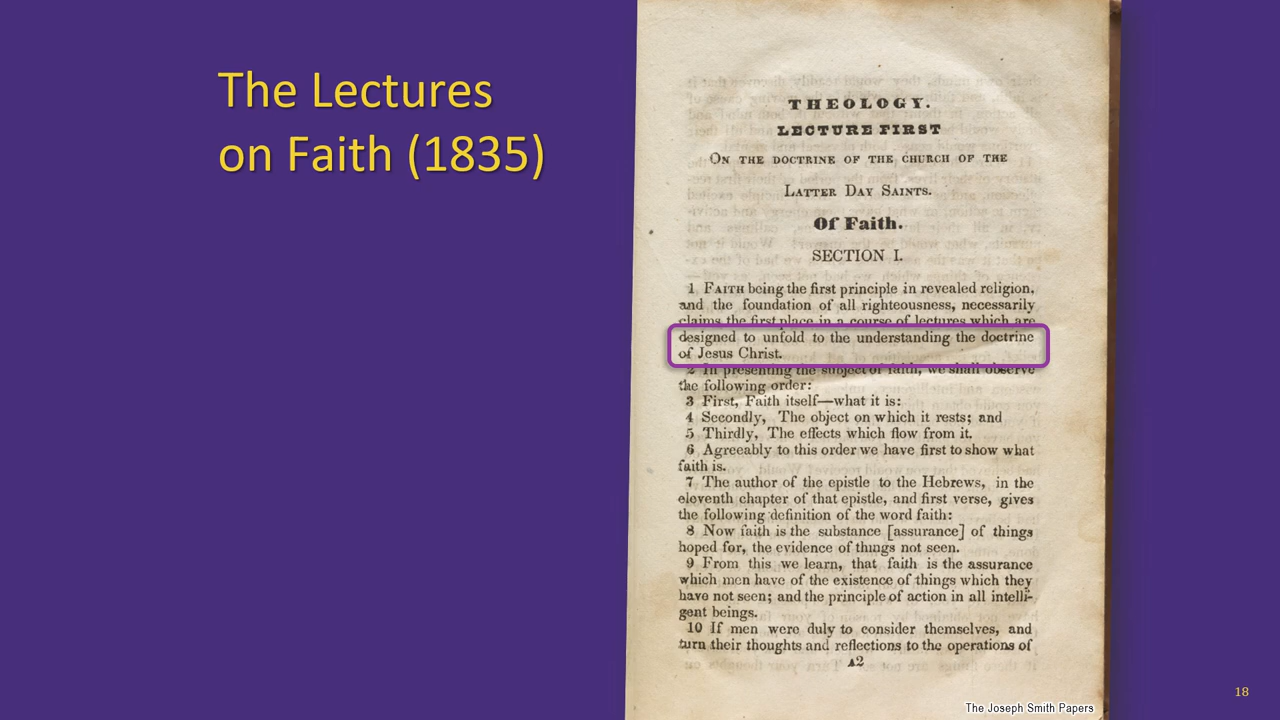 The Lectures
on Faith (1835)
THEOLOGY.
LECTURE FIRST
On the doctrine of the church of the
Latter Day Saints.
Of Faith.
SECTION I.
1 Faith being the first principle in revealed religion,
and the foundation of all righteousness, necessarily
claims the first place in a course of lectures which are
designed to unfold to the understanding the doctrine
of Jesus Christ.
2 In presenting the subject of faith, we shall observe
the following order:
3 First, Faith itself—what it is:
4 Secondly, The object on which it rests; and
5 Thirdly, The effects which flow from it.
6 Agreeably to this order we have first to show what
faith is.
7 The author of the epistle to the Hebrews, in the
eleventh chapter of that epistle, and first verse, gives
the following definition of the word faith:
8 Now faith is the substance [assurance] of things
hoped for, the evidence of things not seen.
9 From this we learn, that faith is the assurance
which men have of the existence of things which they
have not seen; and the principle of action in all intelli-
gent beings.
10 If men were duly to consider themselves, and
turn their thoughts and reflections to the operations of
A2
18
The Joseph Smith Papers